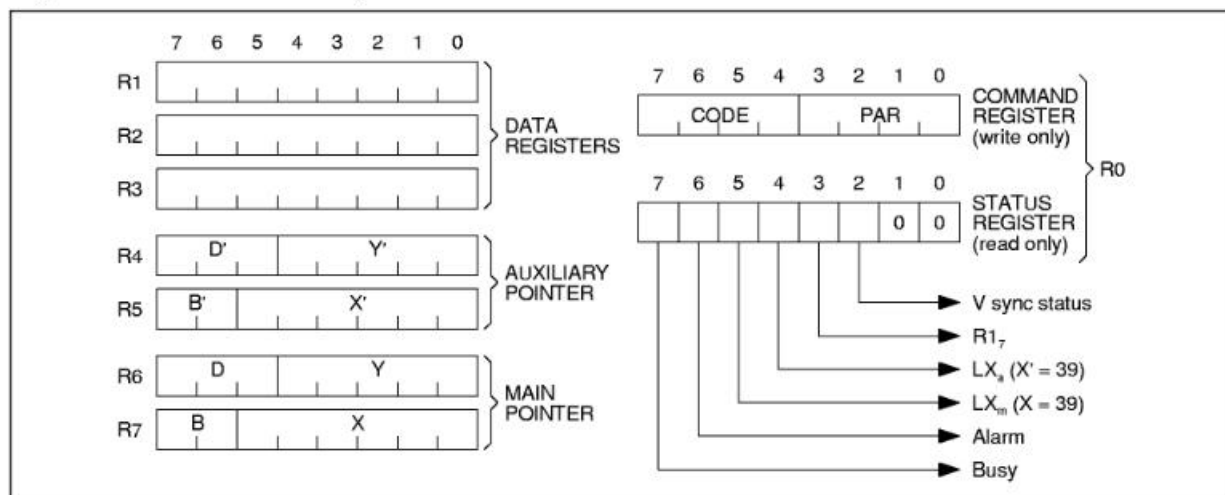 7 6 5 4 3 2 1 0
R1
R2
R3
DATA
REGISTERS
R4 D' Y'
R5 B' X'
AUXILIARY
POINTER
R6 D Y
R7 B X
MAIN
POINTER
7 6 5 4 3 2 1 0
CODE PAR
COMMAND
REGISTER
(write only)
R0
7 6 5 4 3 2 1 0
0 0
STATUS
REGISTER
(read only)
V sync status
R1₇
LXₐ (X' = 39)
LXₘ (X = 39)
Alarm
Busy